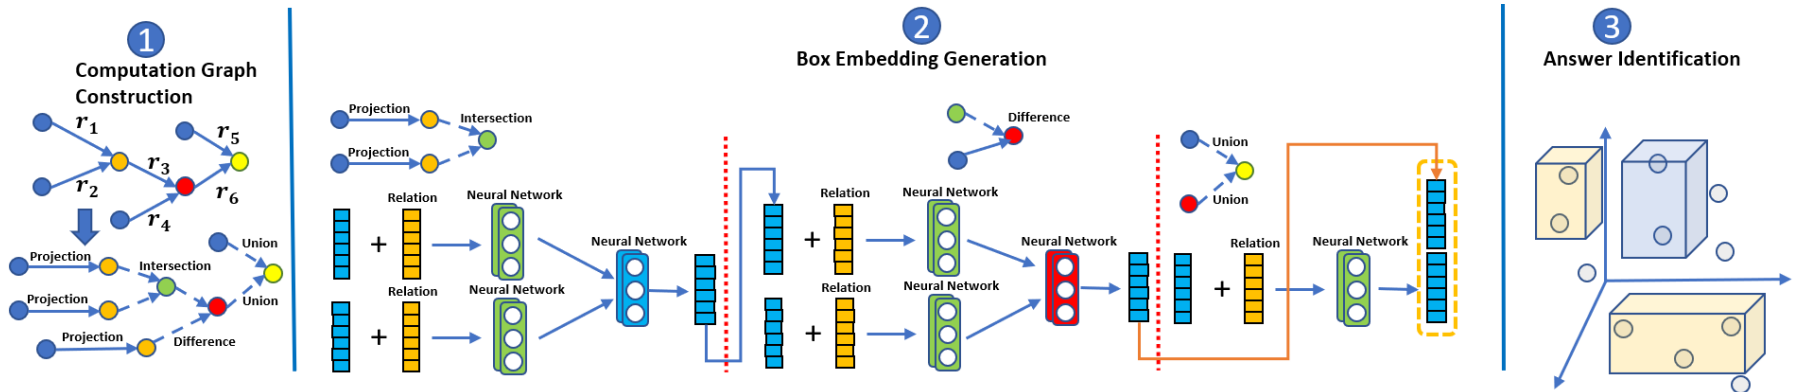 1
Computation Graph
Construction
r1
r2
r3
r4
r5
r6
Projection
Projection
Projection
Intersection
Difference
Union
Union
2
Box Embedding Generation
Projection
Projection
Intersection
Relation
Neural Network
+
Neural Network
Relation
Neural Network
+
Difference
Relation
Neural Network
+
Neural Network
Relation
Neural Network
+
Union
Union
Relation
Neural Network
+
3
Answer Identification